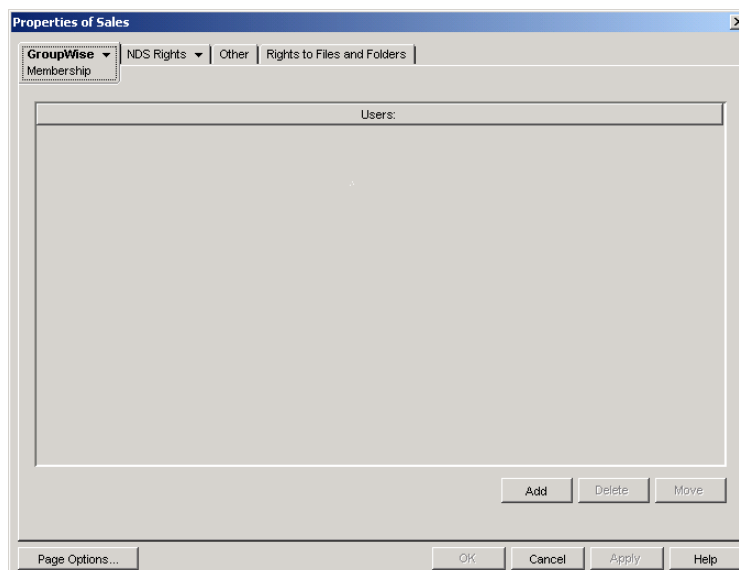 Properties of Sales
GroupWise NDS Rights Other Rights to Files and Folders
Membership
Users:
Add Delete Move
Page Options... OK Cancel Apply Help